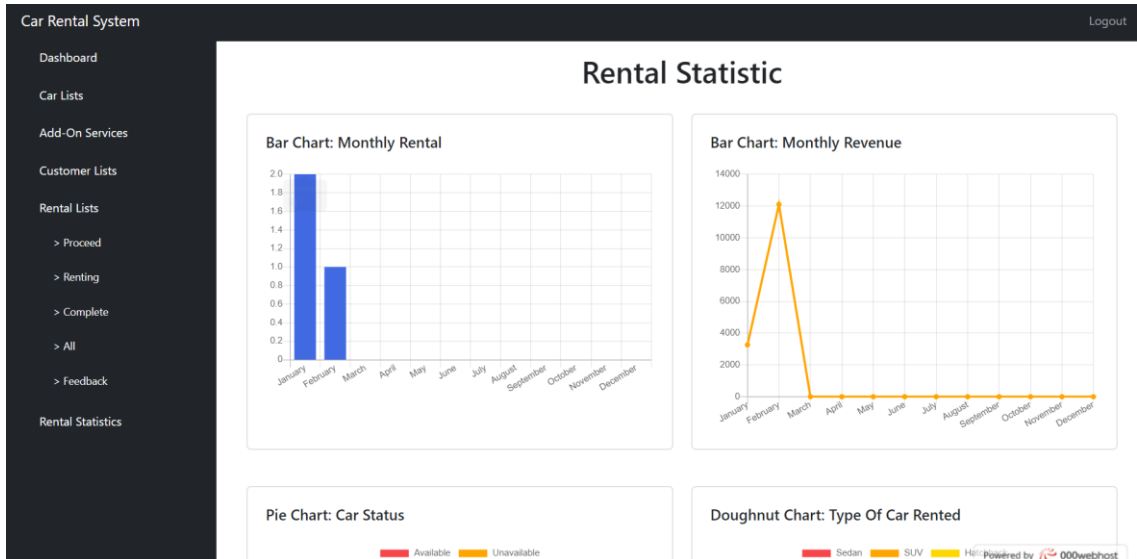 Car Rental System
Logout
Dashboard
Car Lists
Add-On Services
Customer Lists
Rental Lists
> Proceed
> Renting
> Complete
> All
> Feedback
Rental Statistics
Rental Statistic
Bar Chart: Monthly Rental
2.0
1.8
1.6
1.4
1.2
1.0
0.8
0.6
0.4
0.2
0
January February March April May June July August September October November December
Bar Chart: Monthly Revenue
14000
12000
10000
8000
6000
4000
2000
0
January February March April May June July August September October November December
Pie Chart: Car Status
Available Unavailable
Doughnut Chart: Type Of Car Rented
Sedan SUV
Powered by 000webhost